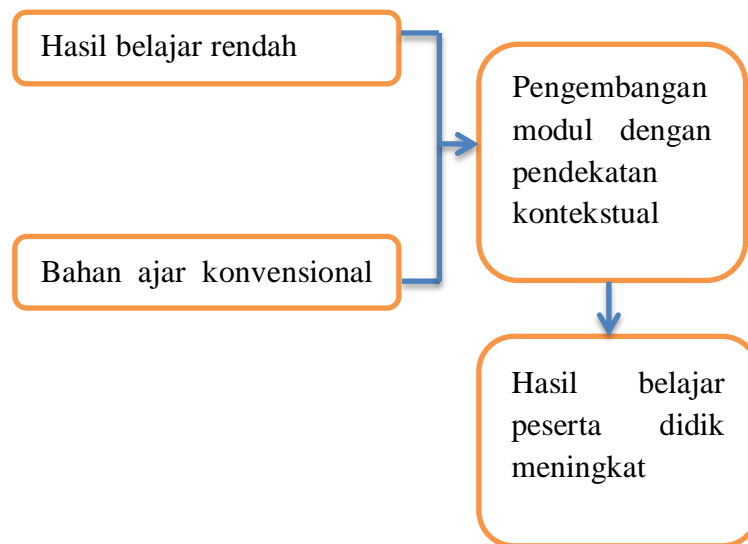 Hasil belajar rendah
Bahan ajar konvensional
Pengembangan
modul dengan
pendekatan
kontekstual
Hasil belajar
peserta didik
meningkat